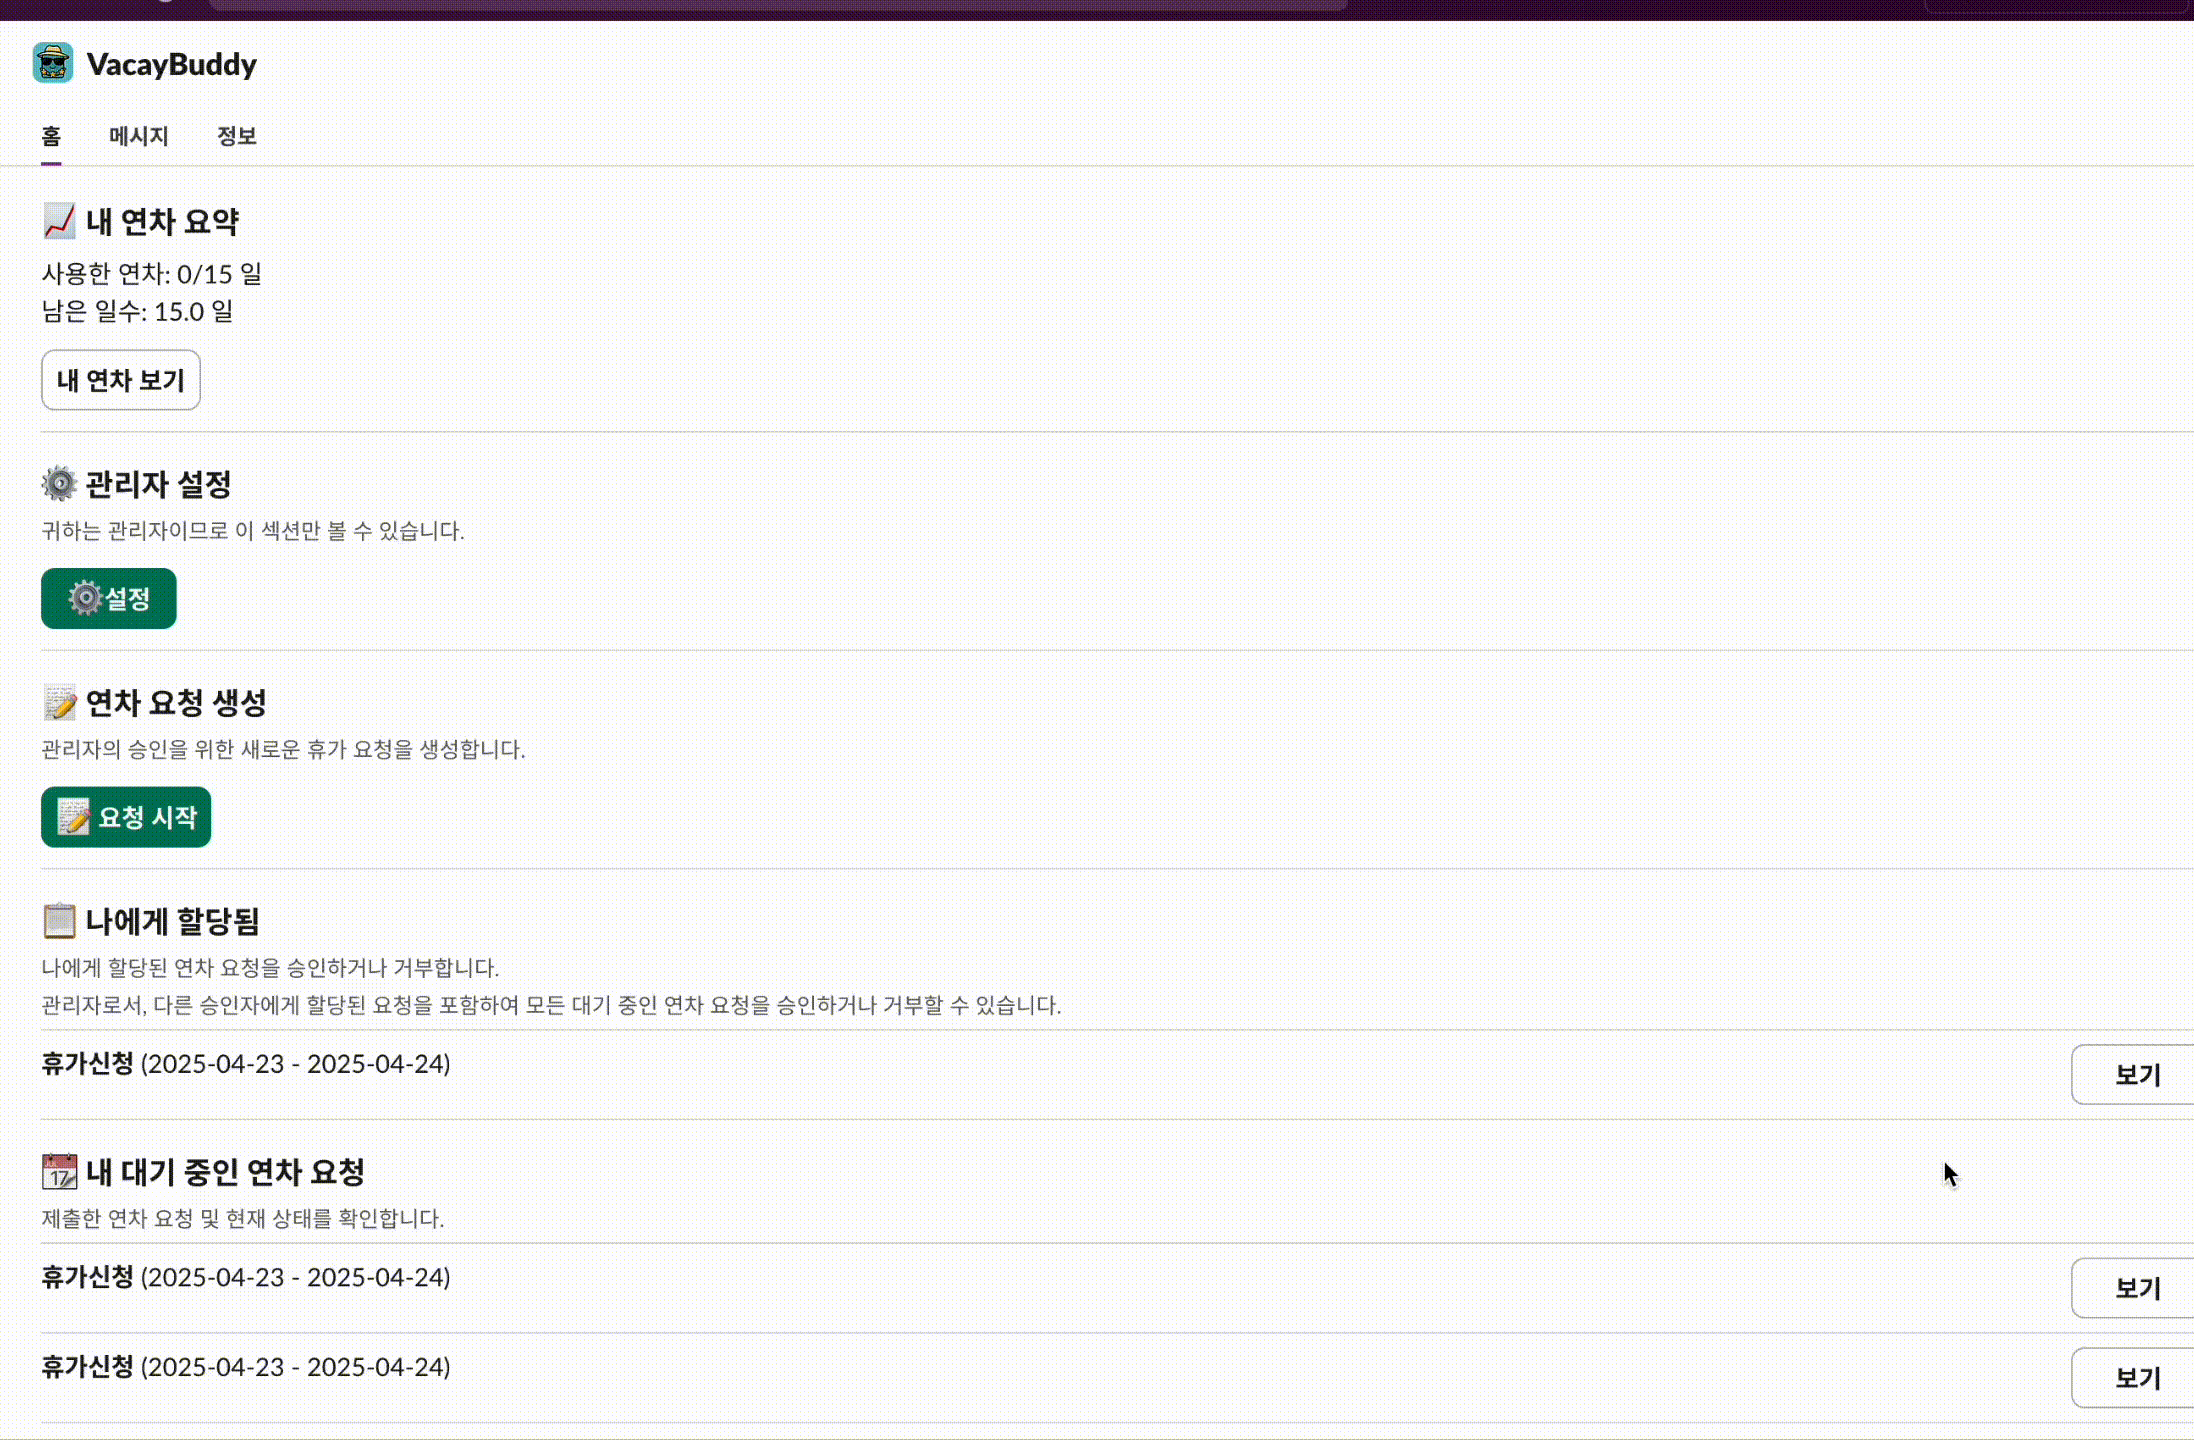 VacayBuddy
홈 메시지 정보
내 연차 요약
사용한 연차: 0/15 일
남은 일수: 15.0 일
내 연차 보기
관리자 설정
귀하는 관리자이므로 이 섹션만 볼 수 있습니다.
설정
연차 요청 생성
관리자의 승인을 위한 새로운 휴가 요청을 생성합니다.
요청 시작
나에게 할당됨
나에게 할당된 연차 요청을 승인하거나 거부합니다.
관리자로서, 다른 승인자에게 할당된 요청을 포함하여 모든 대기 중인 연차 요청을 승인하거나 거부할 수 있습니다.
휴가신청 (2025-04-23 - 2025-04-24) 보기
내 대기 중인 연차 요청
제출한 연차 요청 및 현재 상태를 확인합니다.
휴가신청 (2025-04-23 - 2025-04-24) 보기
휴가신청 (2025-04-23 - 2025-04-24) 보기